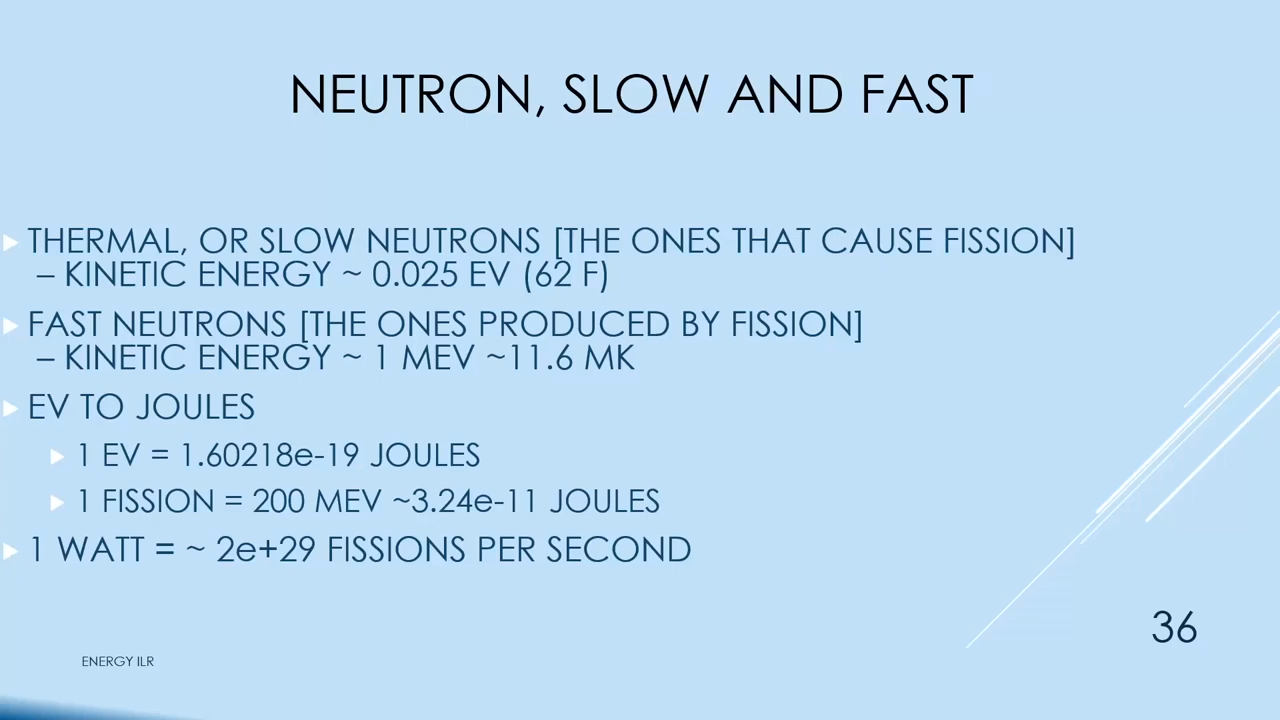 NEUTRON, SLOW AND FAST
THERMAL, OR SLOW NEUTRONS [THE ONES THAT CAUSE FISSION]
– KINETIC ENERGY ~ 0.025 EV (62 F)
FAST NEUTRONS [THE ONES PRODUCED BY FISSION]
– KINETIC ENERGY ~ 1 MEV ~11.6 MK
EV TO JOULES
1 EV = 1.60218e-19 JOULES
1 FISSION = 200 MEV ~3.24e-11 JOULES
1 WATT = ~ 2e+29 FISSIONS PER SECOND
36
ENERGY ILR